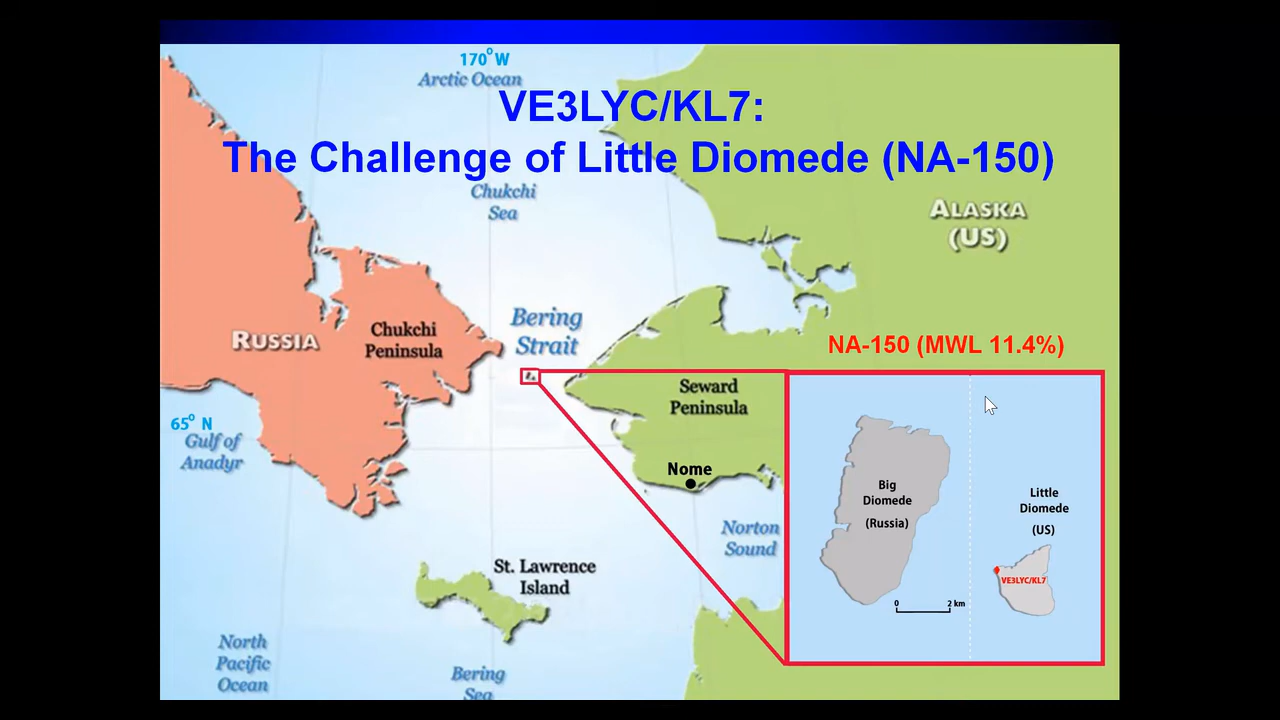 170°W
Arctic Ocean
VE3LYC/KL7:
The Challenge of Little Diomede (NA-150)
Chukchi
Sea
ALASKA
(US)
Bering
Strait
RUSSIA
Chukchi
Peninsula
NA-150 (MWL 11.4%)
Seward
Peninsula
65° N
Gulf of
Anadyr
Nome
Big
Diomede
(Russia)
Little
Diomede
(US)
Norton
Sound
St. Lawrence
Island
VE3LYC/KL7
0 2 km
North
Pacific
Ocean
Bering
Sea